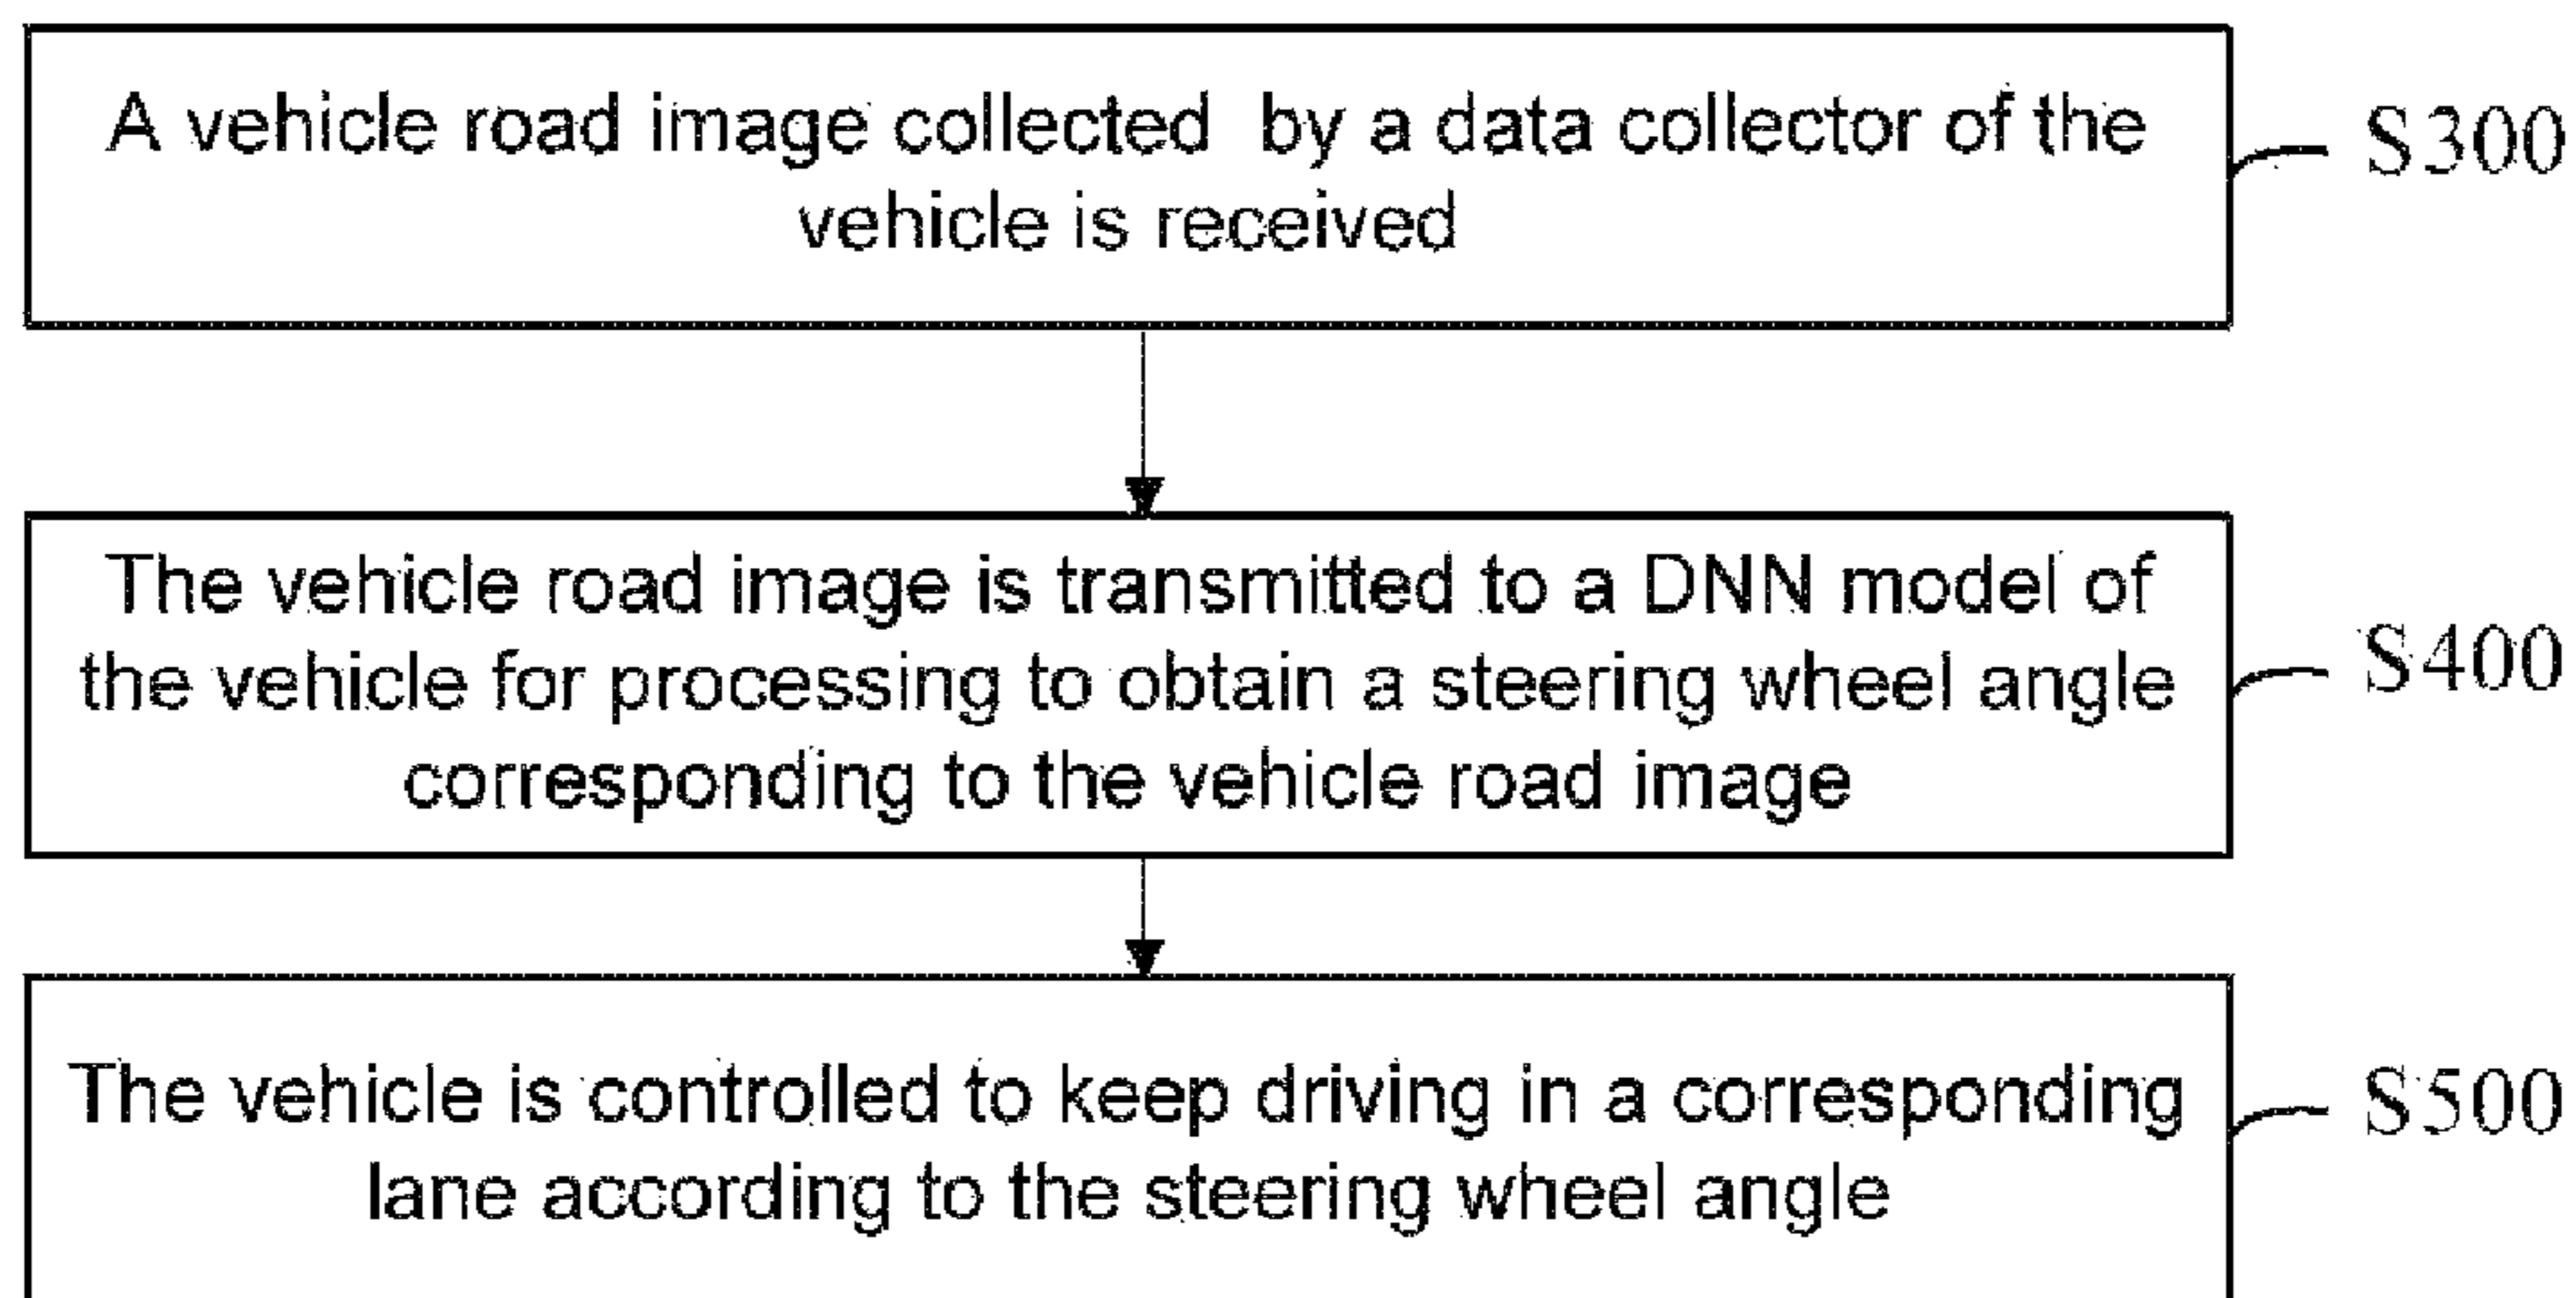 A vehicle road image collected by a data collector of the
vehicle is received
S300
The vehicle road image is transmitted to a DNN model of
the vehicle for processing to obtain a steering wheel angle
corresponding to the vehicle road image
S400
The vehicle is controlled to keep driving in a corresponding
lane according to the steering wheel angle
S500